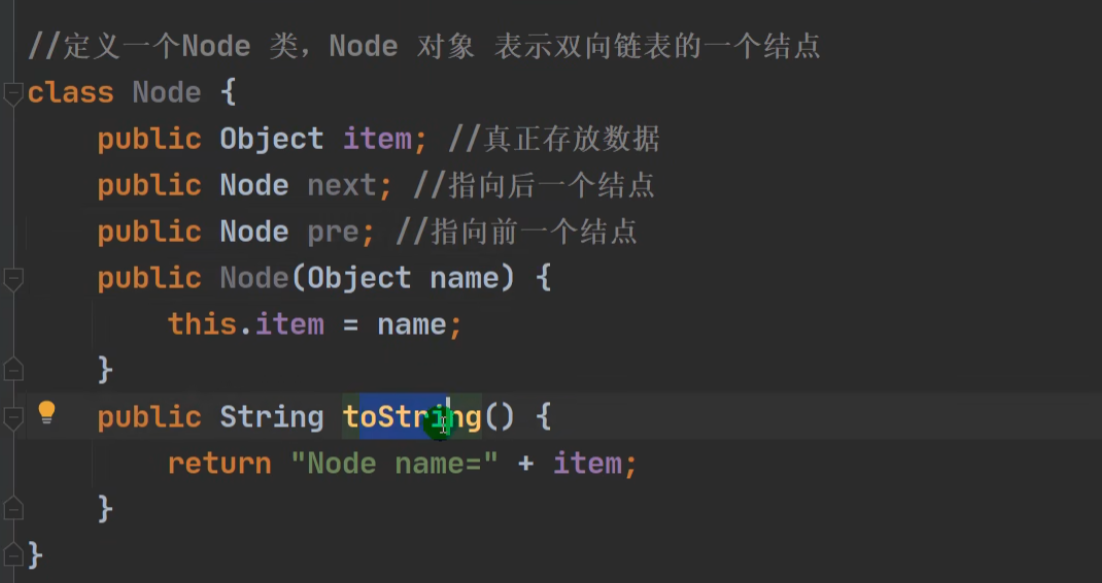 //定义一个Node 类，Node 对象 表示双向链表的一个结点
class Node {
public Object item; //真正存放数据
public Node next; //指向后一个结点
public Node pre; //指向前一个结点
public Node(Object name) {
this.item = name;
}
public String toString() {
return "Node name=" + item;
}
}